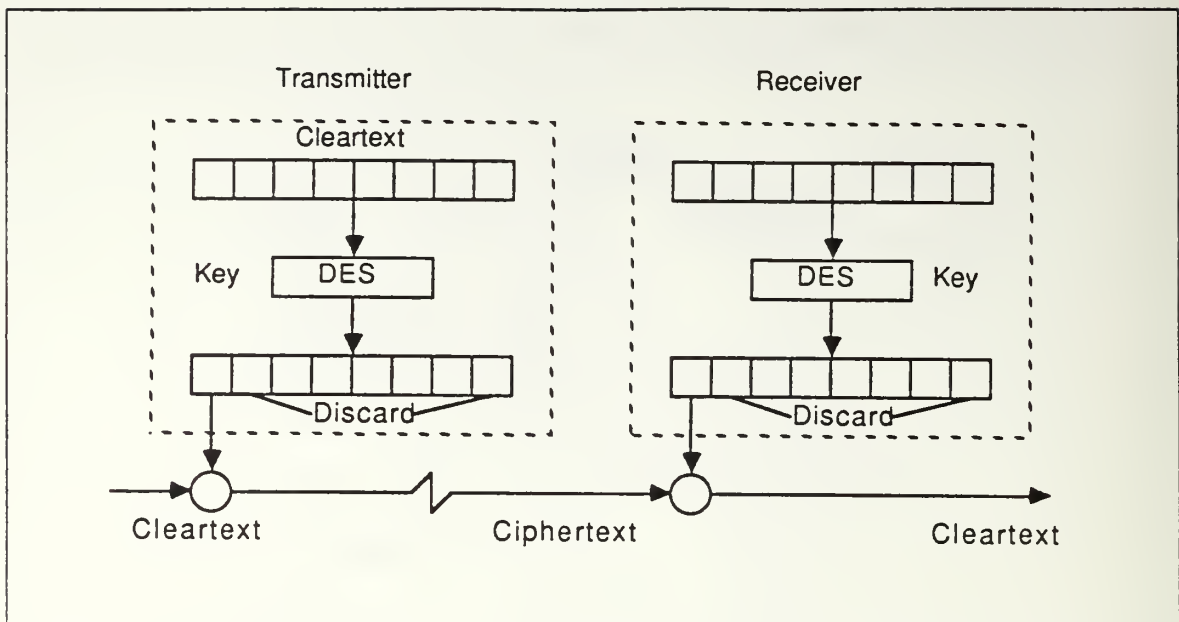 Transmitter Receiver
Cleartext
Key DES DES Key
Discard Discard
Cleartext Ciphertext Cleartext